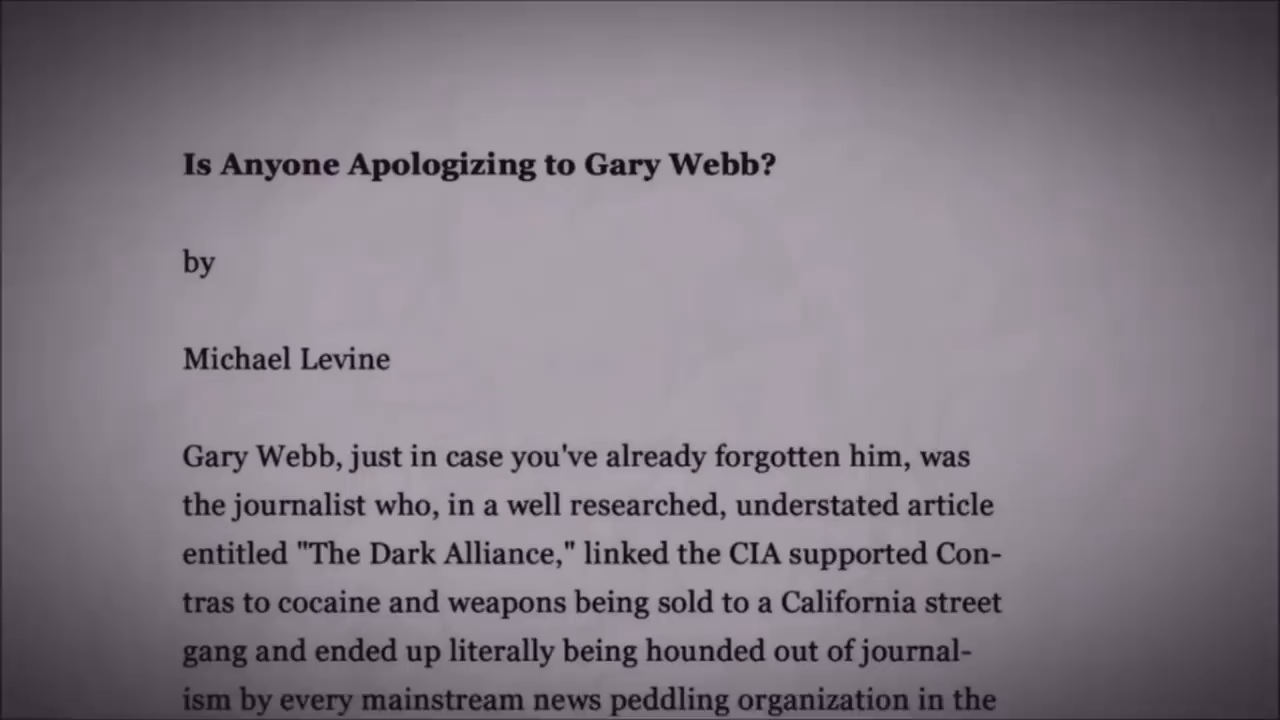 Is Anyone Apologizing to Gary Webb?
by
Michael Levine
Gary Webb, just in case you've already forgotten him, was
the journalist who, in a well researched, understated article
entitled "The Dark Alliance," linked the CIA supported Con-
tras to cocaine and weapons being sold to a California street
gang and ended up literally being hounded out of journal-
ism by every mainstream news peddling organization in the